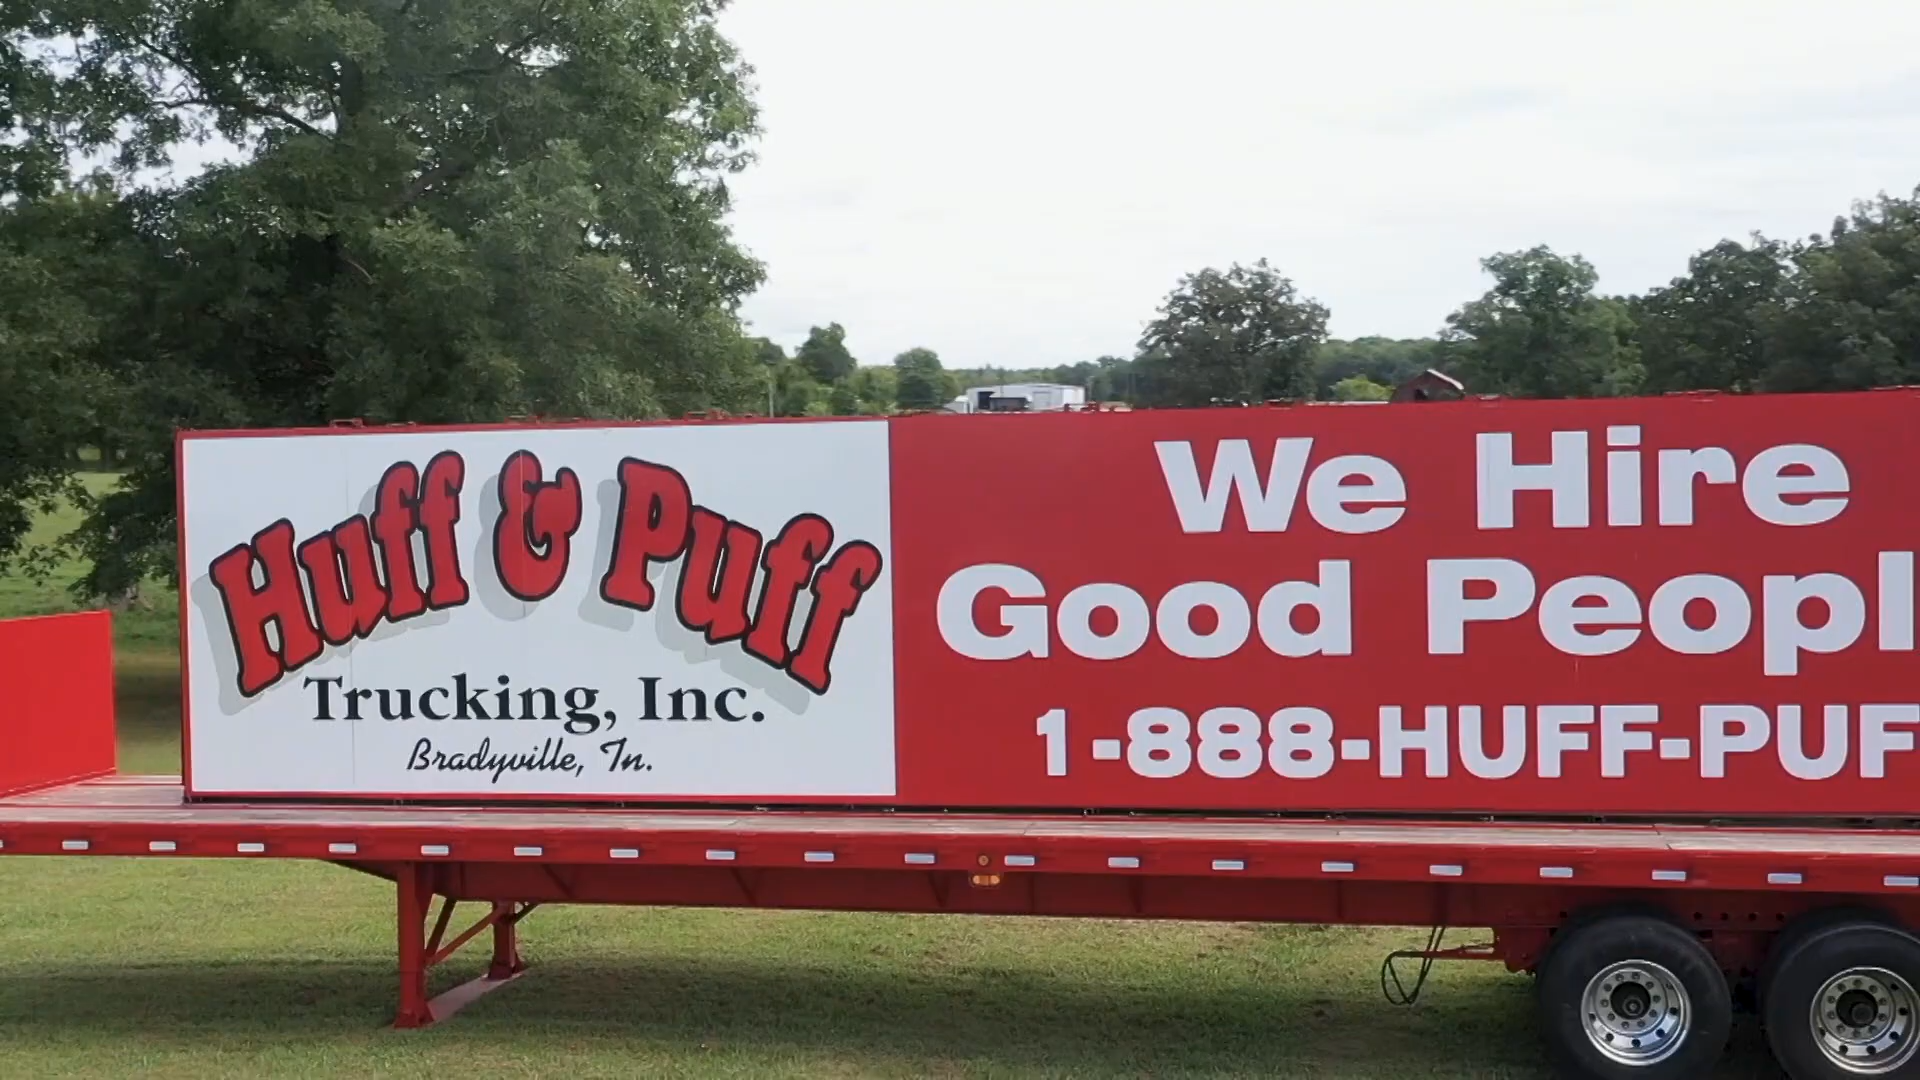 Huff & Puff
Trucking, Inc.
Bradyville, Tn.
We Hire
Good Peopl
1-888-HUFF-PUF